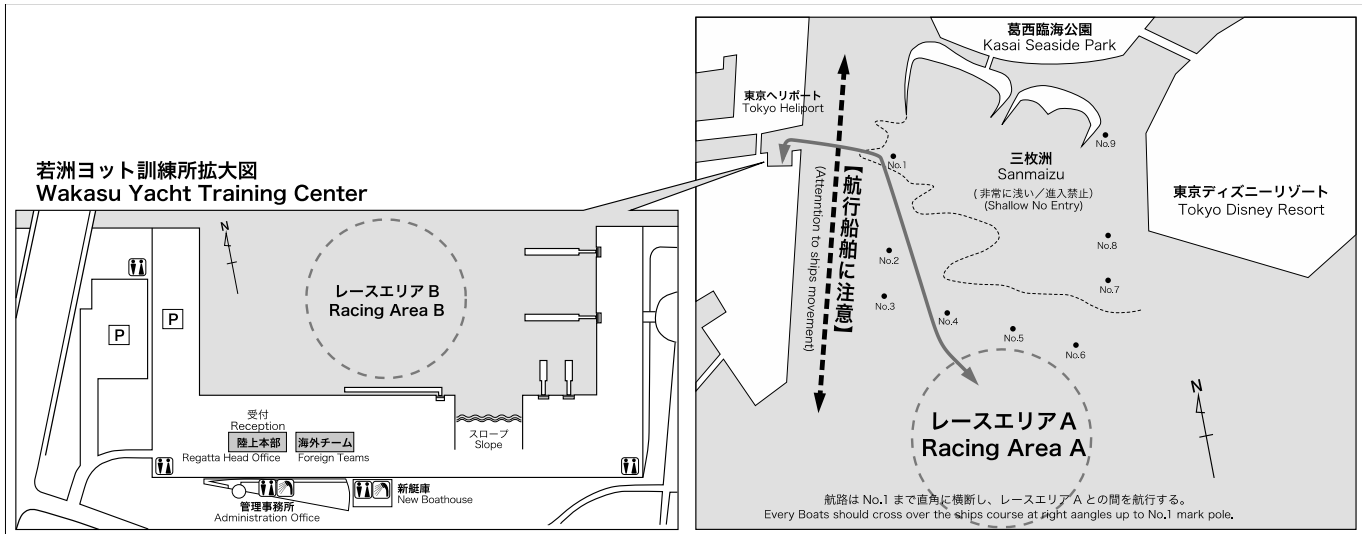 若洲ヨット訓練所拡大図
Wakasu Yacht Training Center
N
レースエリア B
Racing Area B
P
P
受付
Reception
陸上本部
Regatta Head Office
海外チーム
Foreign Teams
スロープ
Slope
管理事務所
Administration Office
新艇庫
New Boathouse
葛西臨海公園
Kasai Seaside Park
東京ヘリポート
Tokyo Heliport
No.9
No.1
三枚洲
Sanmaizu
(非常に浅い／進入禁止)
(Shallow No Entry)
東京ディズニーリゾート
Tokyo Disney Resort
【航行船舶に注意】
(Attenntion to ships movement)
No.8
No.2
No.7
No.3
No.4
No.5
No.6
N
レースエリア A
Racing Area A
航路は No.1 まで直角に横断し、レースエリア A との間を航行する。
Every Boats should cross over the ships course at right aangles up to No.1 mark pole.